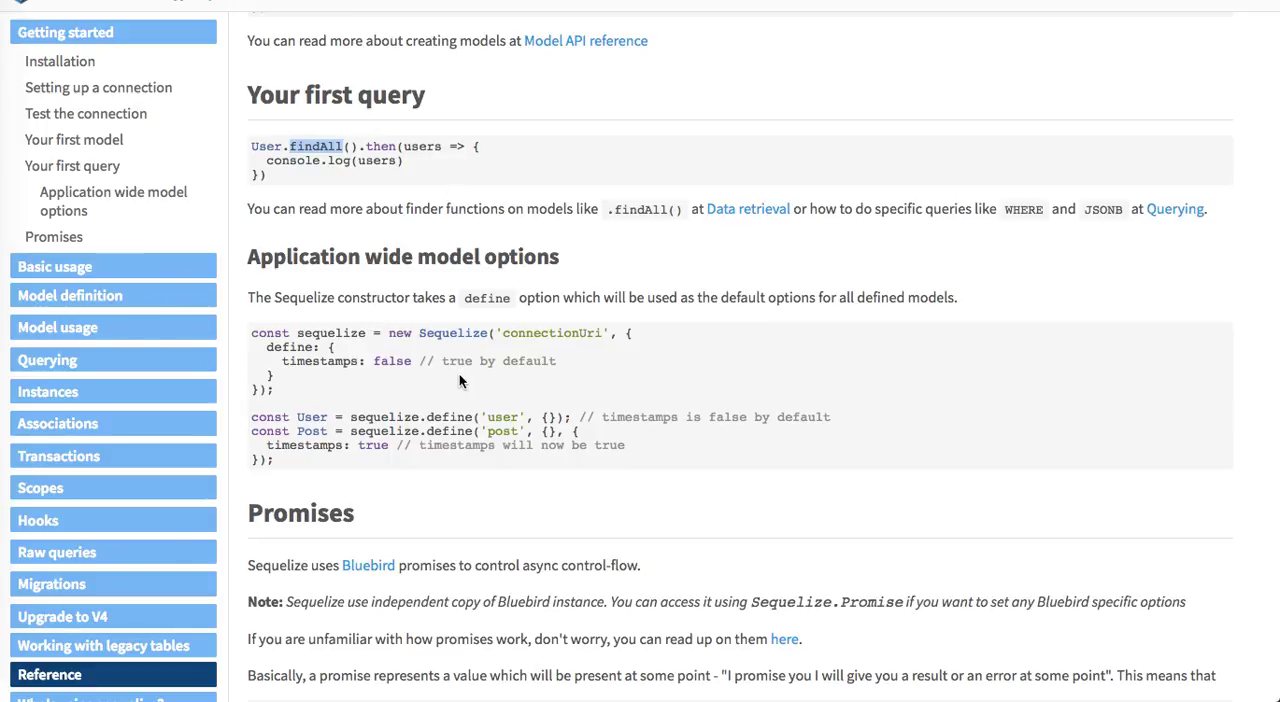 Getting started
Installation
Setting up a connection
Test the connection
Your first model
Your first query
Application wide model
options
Promises
Basic usage
Model definition
Model usage
Querying
Instances
Associations
Transactions
Scopes
Hooks
Raw queries
Migrations
Upgrade to V4
Working with legacy tables
Reference
You can read more about creating models at Model API reference
Your first query
User.findAll().then(users => {
  console.log(users)
})
You can read more about finder functions on models like .findAll() at Data retrieval or how to do specific queries like WHERE and JSONB at Querying.
Application wide model options
The Sequelize constructor takes a define option which will be used as the default options for all defined models.
const sequelize = new Sequelize('connectionUri', {
  define: {
    timestamps: false // true by default
  }
});
const User = sequelize.define('user', {}); // timestamps is false by default
const Post = sequelize.define('post', {}, {
  timestamps: true // timestamps will now be true
});
Promises
Sequelize uses Bluebird promises to control async control-flow.
Note: Sequelize use independent copy of Bluebird instance. You can access it using Sequelize.Promise if you want to set any Bluebird specific options
If you are unfamiliar with how promises work, don't worry, you can read up on them here.
Basically, a promise represents a value which will be present at some point - "I promise you I will give you a result or an error at some point". This means that